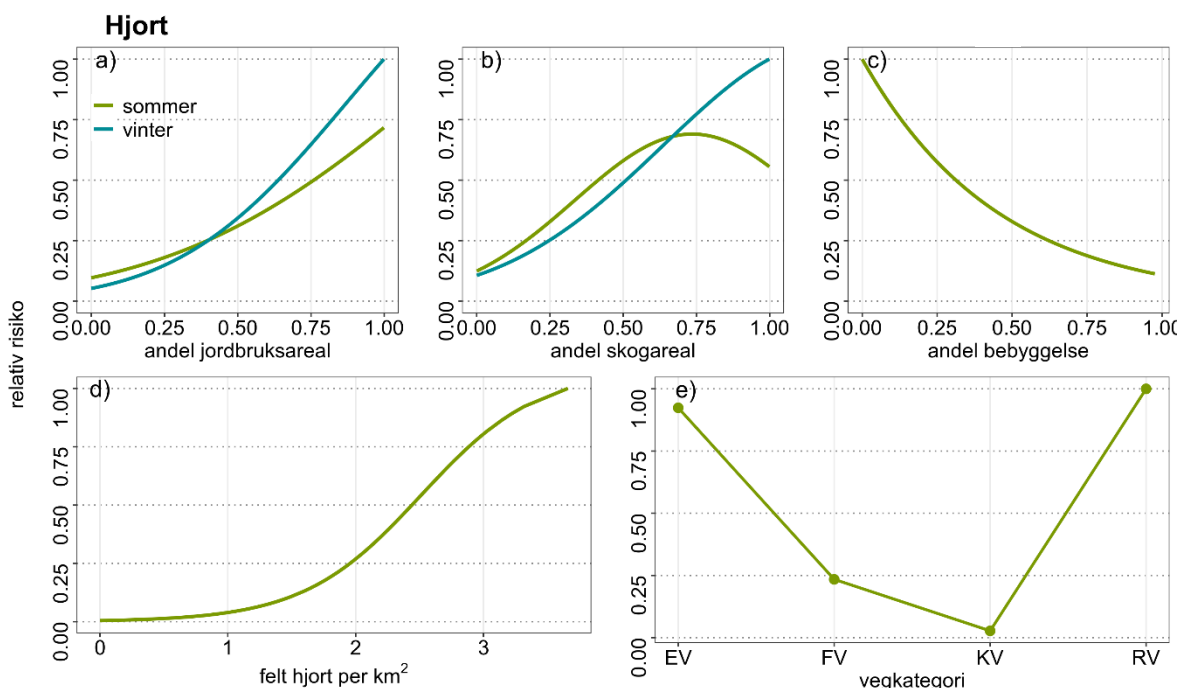 Hjort
a)
sommer
vinter
1.00
0.75
0.50
0.25
0.00
0.00 0.25 0.50 0.75 1.00
andel jordbruksareal
b)
1.00
0.75
0.50
0.25
0.00
0.00 0.25 0.50 0.75 1.00
andel skogareal
c)
1.00
0.75
0.50
0.25
0.00
0.00 0.25 0.50 0.75 1.00
andel bebyggelse
relativ risiko
d)
1.00
0.75
0.50
0.25
0.00
0 1 2 3
felt hjort per km²
e)
1.00
0.75
0.50
0.25
0.00
EV FV KV RV
vegkategori